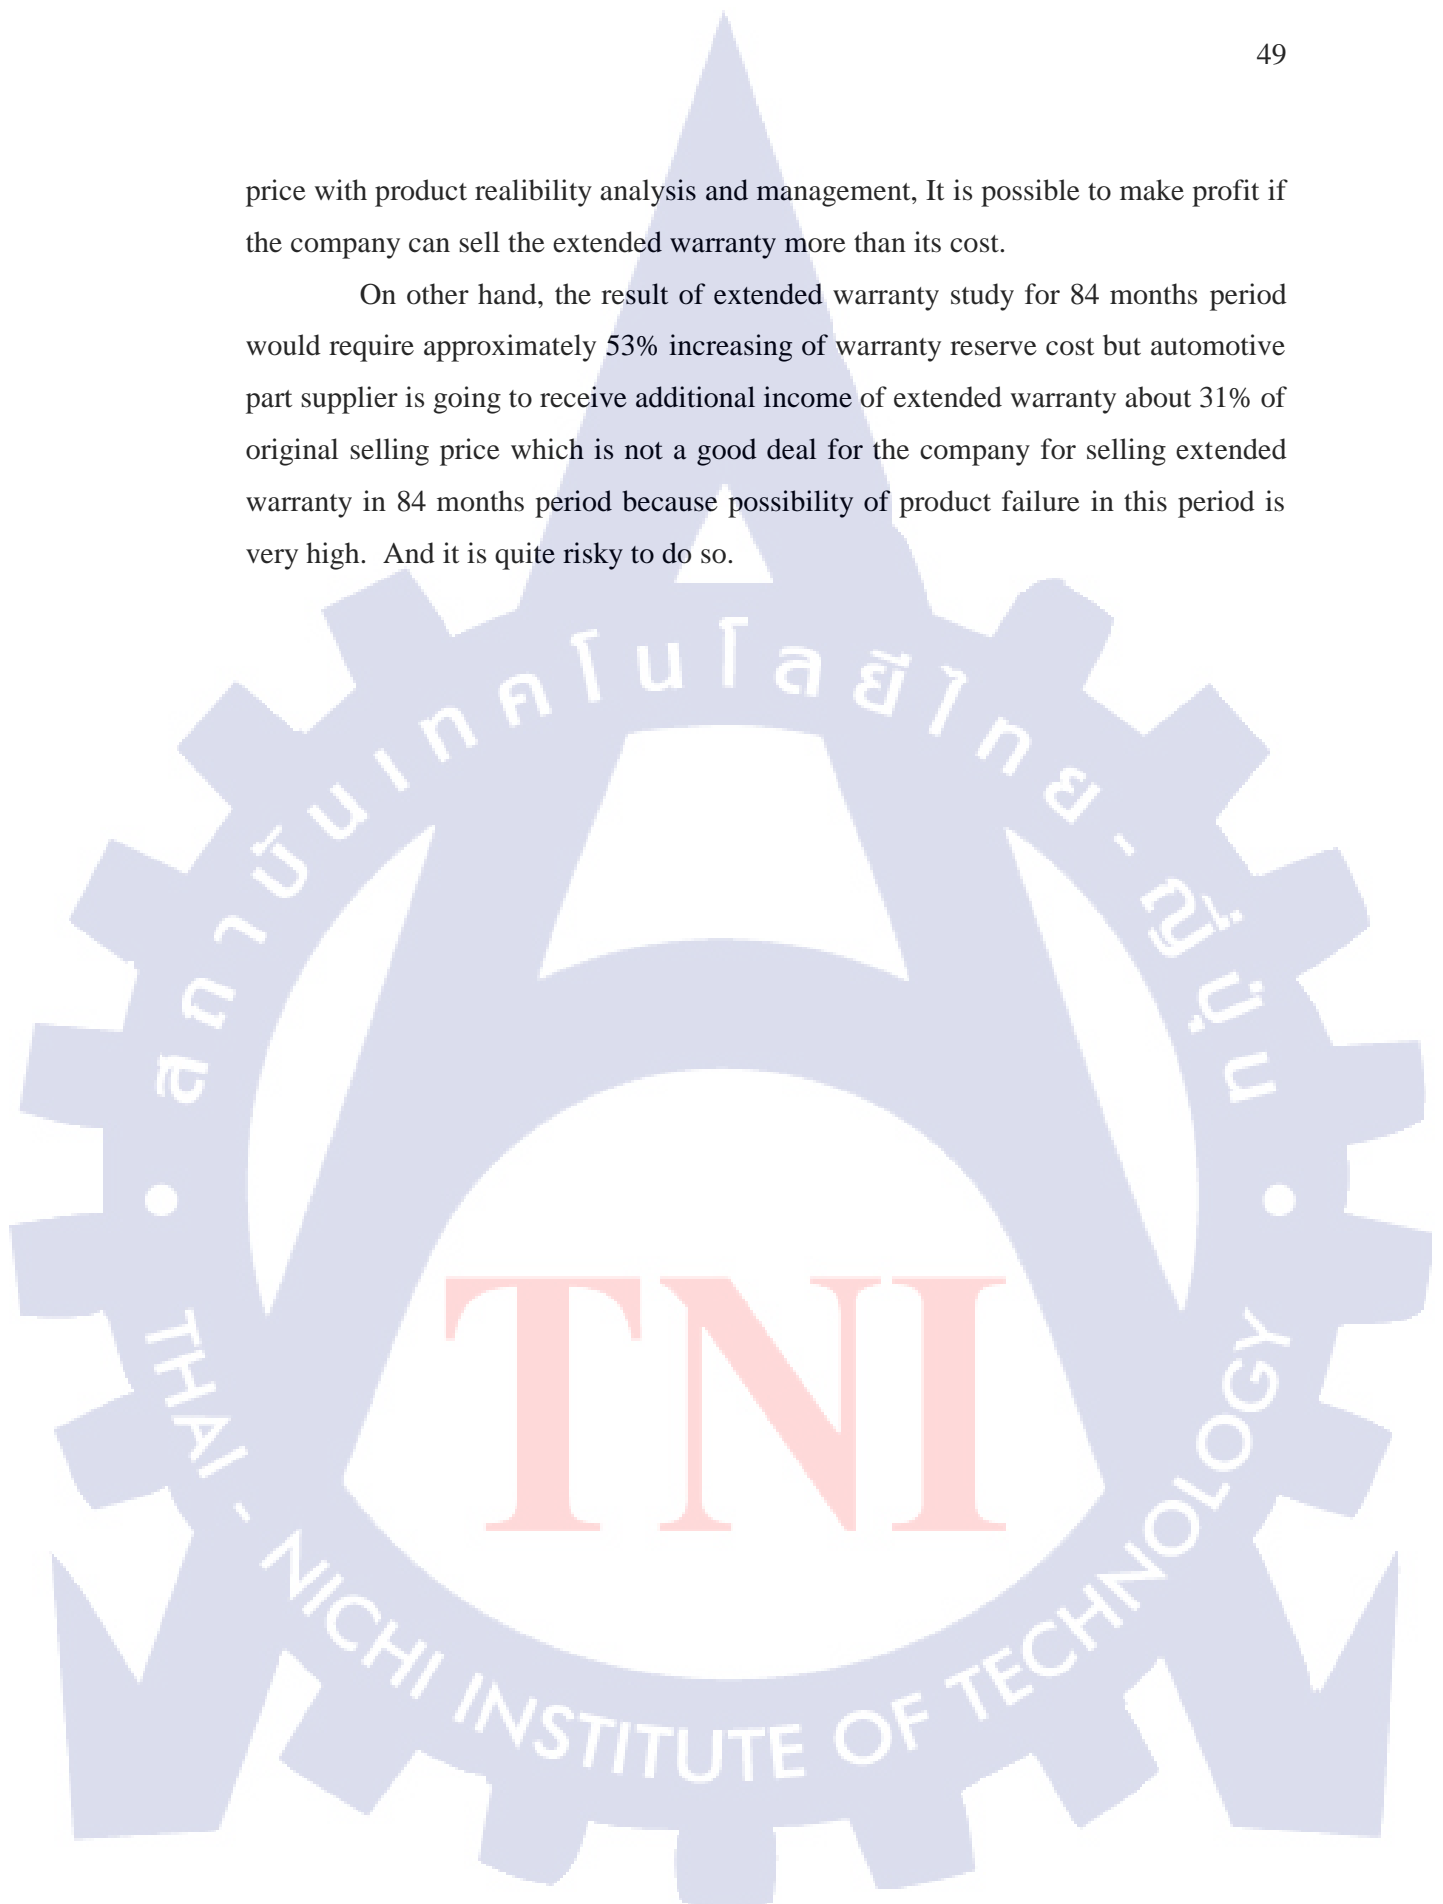 49
price with product realibility analysis and management, It is possible to make profit if
the company can sell the extended warranty more than its cost.
On other hand, the result of extended warranty study for 84 months period
would require approximately 53% increasing of warranty reserve cost but automotive
part supplier is going to receive additional income of extended warranty about 31% of
original selling price which is not a good deal for the company for selling extended
warranty in 84 months period because possibility of product failure in this period is
very high. And it is quite risky to do so.
สถาบันเทคโนโลยีไทย - ญี่ปุ่น
TNI
THAI - NICHI INSTITUTE OF TECHNOLOGY